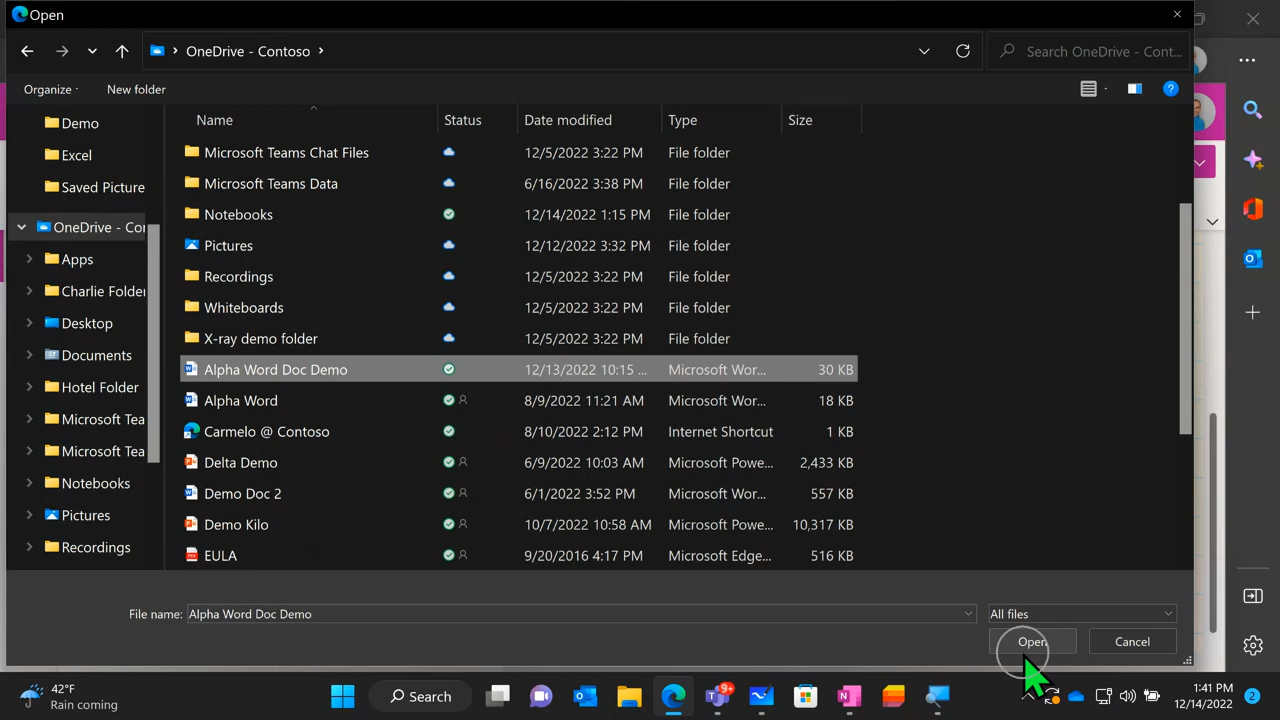 Open
OneDrive - Contoso
Search OneDrive - Cont...
Organize
New folder
Demo
Excel
Saved Picture
OneDrive - Cor
Apps
Charlie Folder
Desktop
Documents
Hotel Folder
Microsoft Tea
Microsoft Tea
Notebooks
Pictures
Recordings
Name Status Date modified Type Size
Microsoft Teams Chat Files 12/5/2022 3:22 PM File folder
Microsoft Teams Data 6/16/2022 3:38 PM File folder
Notebooks 12/14/2022 1:15 PM File folder
Pictures 12/12/2022 3:32 PM File folder
Recordings 12/5/2022 3:22 PM File folder
Whiteboards 12/5/2022 3:22 PM File folder
X-ray demo folder 12/5/2022 3:22 PM File folder
Alpha Word Doc Demo 12/13/2022 10:15 ... Microsoft Wor... 30 KB
Alpha Word 8/9/2022 11:21 AM Microsoft Wor... 18 KB
Carmelo @ Contoso 8/10/2022 2:12 PM Internet Shortcut 1 KB
Delta Demo 6/9/2022 10:03 AM Microsoft Powe... 2,433 KB
Demo Doc 2 6/1/2022 3:52 PM Microsoft Wor... 557 KB
Demo Kilo 10/7/2022 10:58 AM Microsoft Powe... 10,317 KB
EULA 9/20/2016 4:17 PM Microsoft Edge... 516 KB
File name: Alpha Word Doc Demo All files
Open Cancel
42°F
Rain coming
Search
9+
1:41 PM
12/14/2022
2